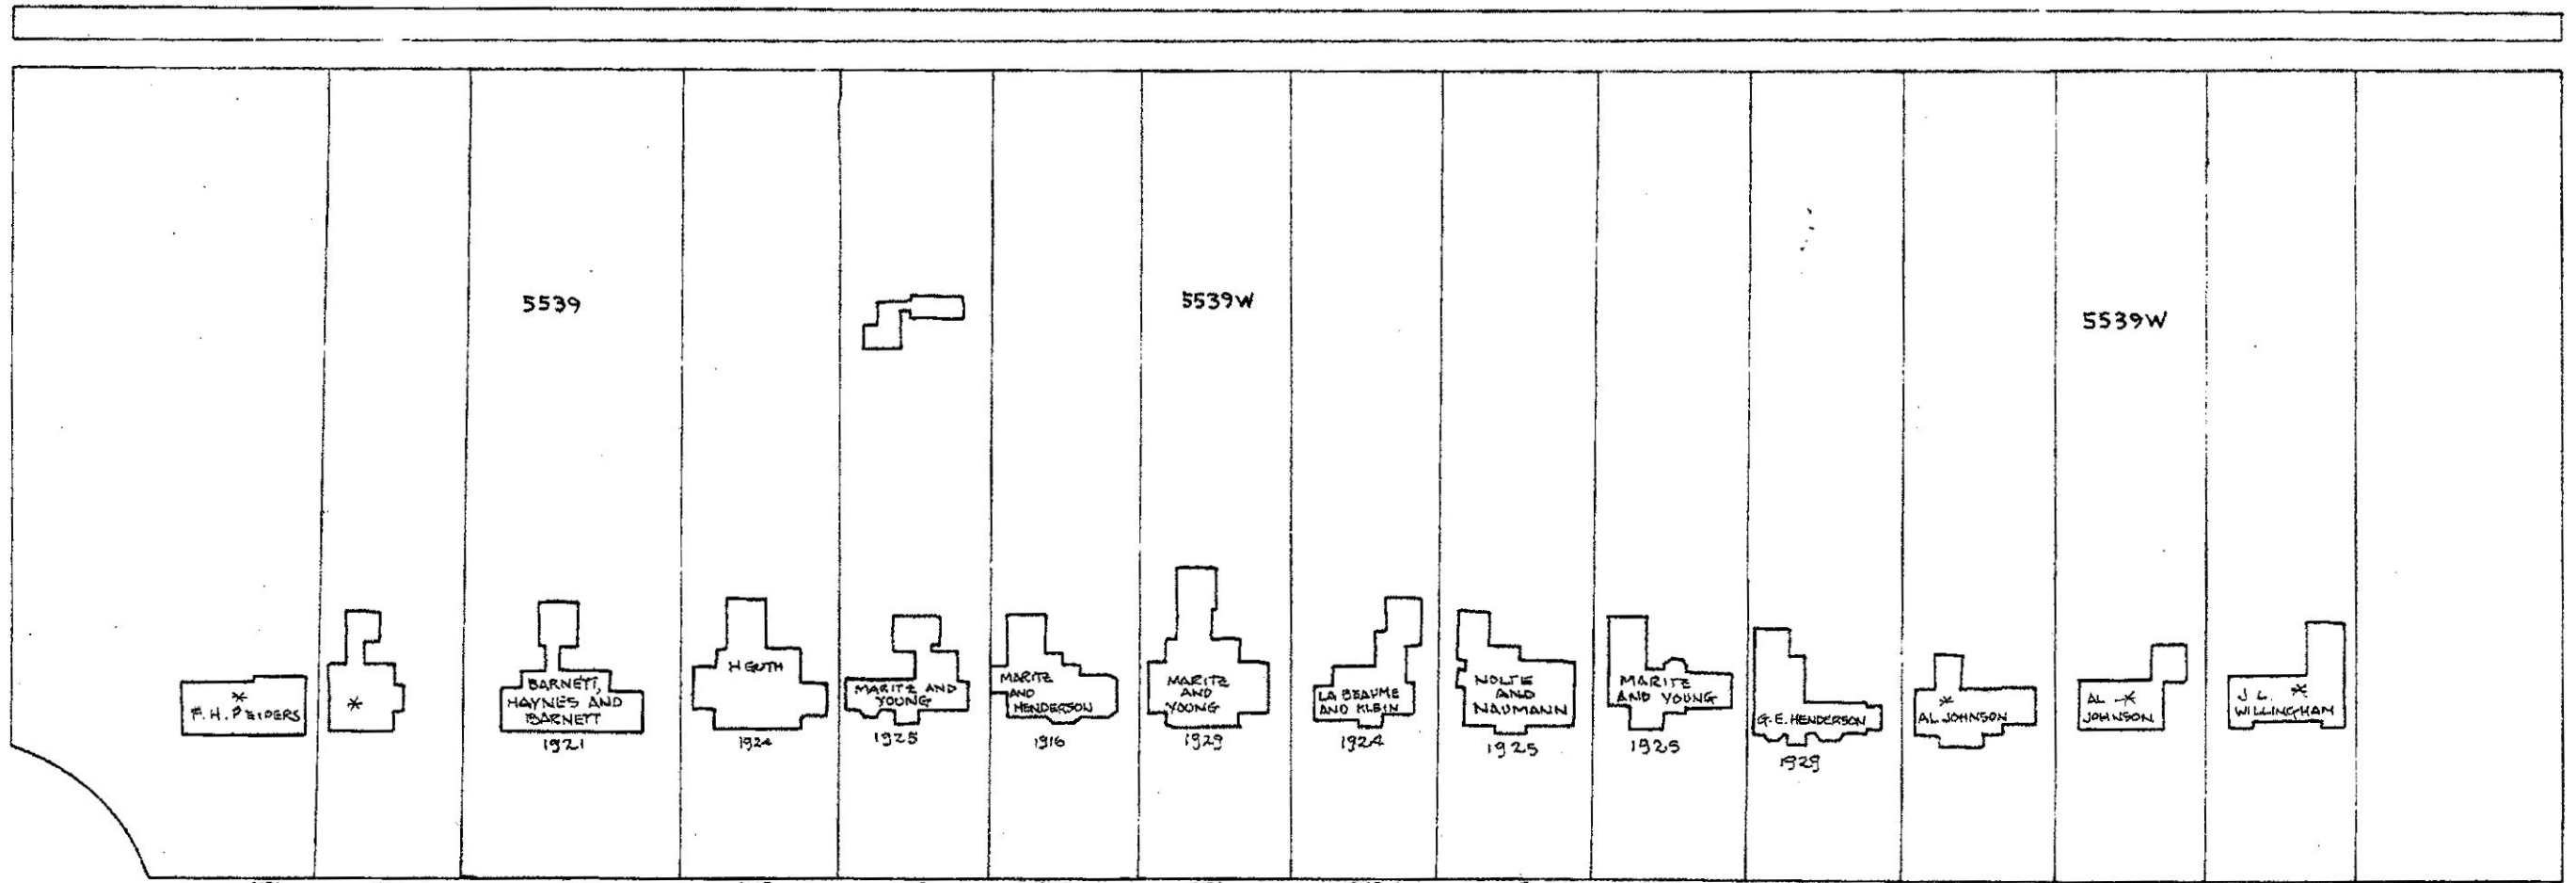 5539
5539W
5539W
*
F.H. PEIDERS
*
BARNETT,
HAYNES AND
BARNETT
1921
H GUTH
1924
MARITZ AND
YOUNG
1925
MARITZ
AND
HENDERSON
1916
MARITZ
AND
YOUNG
1929
LA BEAUME
AND KLEIN
1924
NOLTE
AND
NAUMANN
1925
MARITZ
AND YOUNG
1925
G.E. HENDERSON
1929
*
AL JOHNSON
AL *
JOHNSON
J L. *
WILLINGHAM